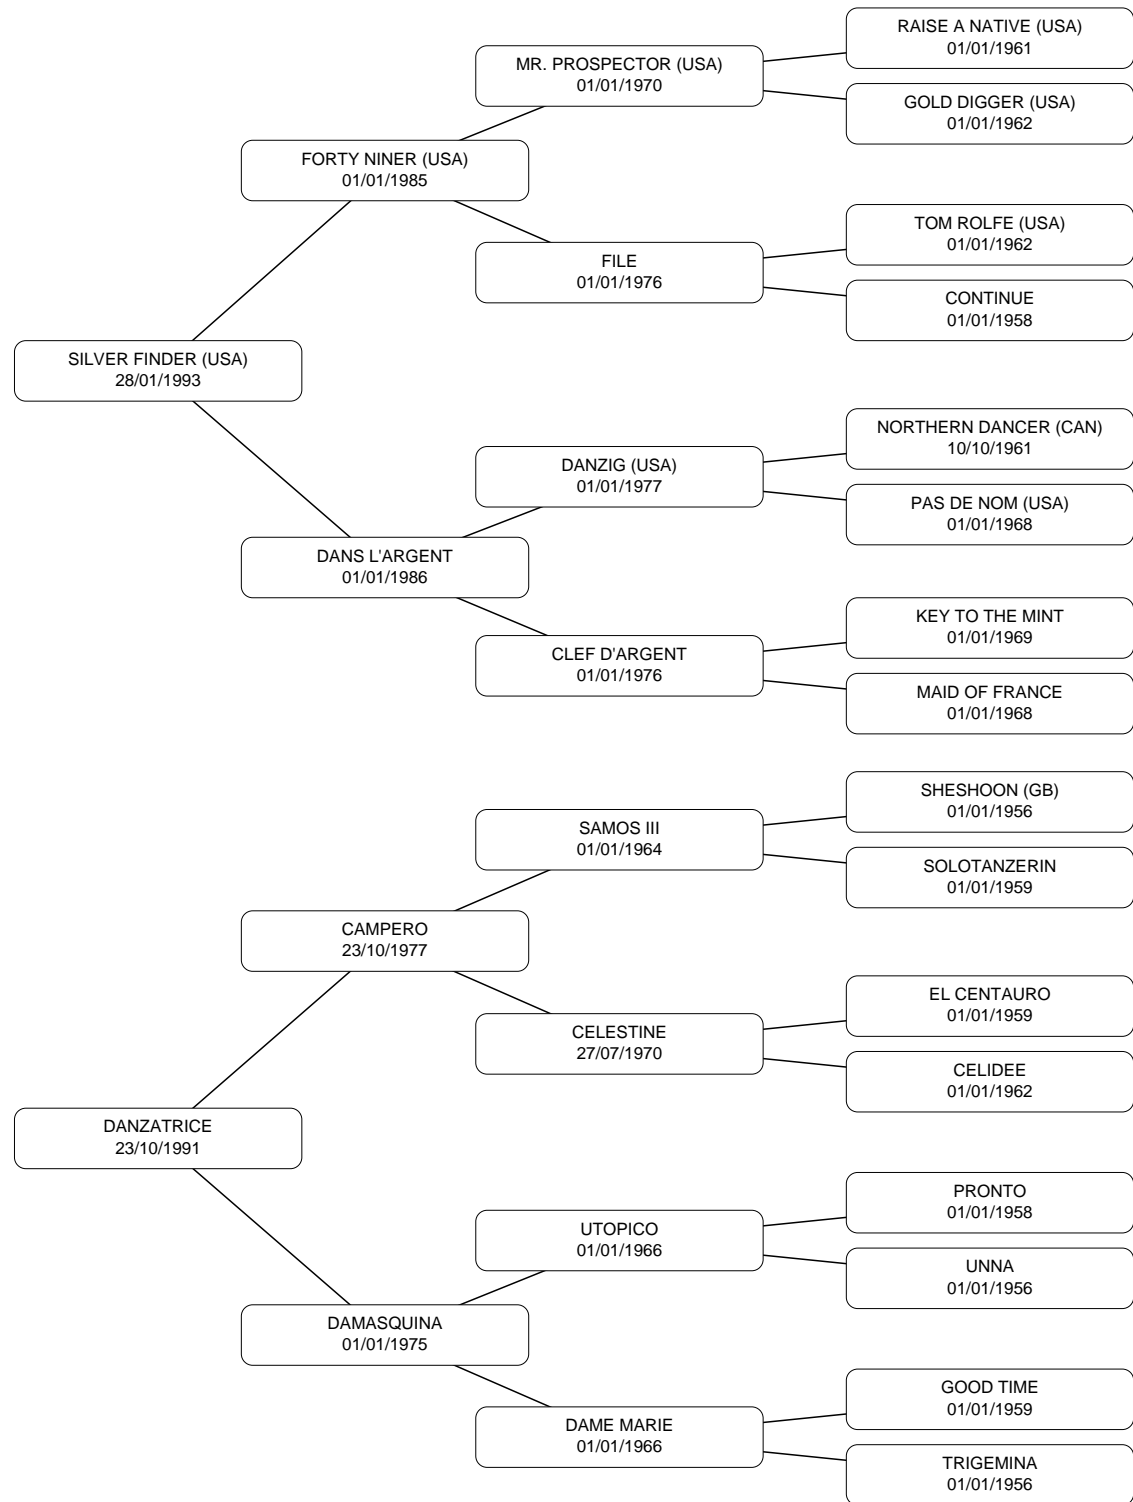 RAISE A NATIVE (USA)
01/01/1961
MR. PROSPECTOR (USA)
01/01/1970
GOLD DIGGER (USA)
01/01/1962
FORTY NINER (USA)
01/01/1985
TOM ROLFE (USA)
01/01/1962
FILE
01/01/1976
CONTINUE
01/01/1958
SILVER FINDER (USA)
28/01/1993
NORTHERN DANCER (CAN)
10/10/1961
DANZIG (USA)
01/01/1977
PAS DE NOM (USA)
01/01/1968
DANS L'ARGENT
01/01/1986
KEY TO THE MINT
01/01/1969
CLEF D'ARGENT
01/01/1976
MAID OF FRANCE
01/01/1968
SHESHOON (GB)
01/01/1956
SAMOS III
01/01/1964
SOLOTANZERIN
01/01/1959
CAMPERO
23/10/1977
EL CENTAURO
01/01/1959
CELESTINE
27/07/1970
CELIDEE
01/01/1962
DANZATRICE
23/10/1991
PRONTO
01/01/1958
UTOPICO
01/01/1966
UNNA
01/01/1956
DAMASQUINA
01/01/1975
GOOD TIME
01/01/1959
DAME MARIE
01/01/1966
TRIGEMINA
01/01/1956